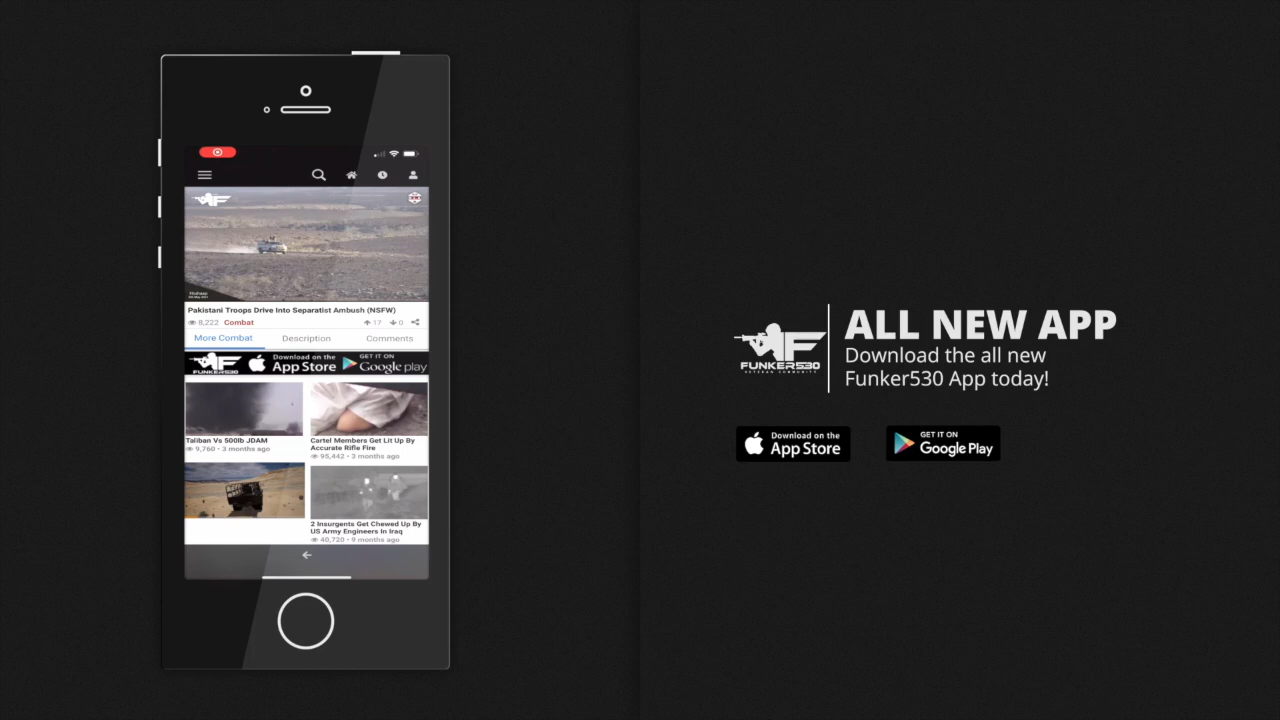 Pakistani Troops Drive Into Separatist Ambush (NSFW)
8,222 Combat 17 0
More Combat Description Comments
FUNKER530
Download on the
App Store
GET IT ON
Google play
Taliban Vs 500lb JDAM
9,760 • 3 months ago
Cartel Members Get Lit Up By
Accurate Rifle Fire
95,442 • 3 months ago
2 Insurgents Get Chewed Up By
US Army Engineers In Iraq
40,720 • 9 months ago
F
FUNKER530
VETERAN COMMUNITY
ALL NEW APP
Download the all new
Funker530 App today!
Download on the
App Store
GET IT ON
Google Play